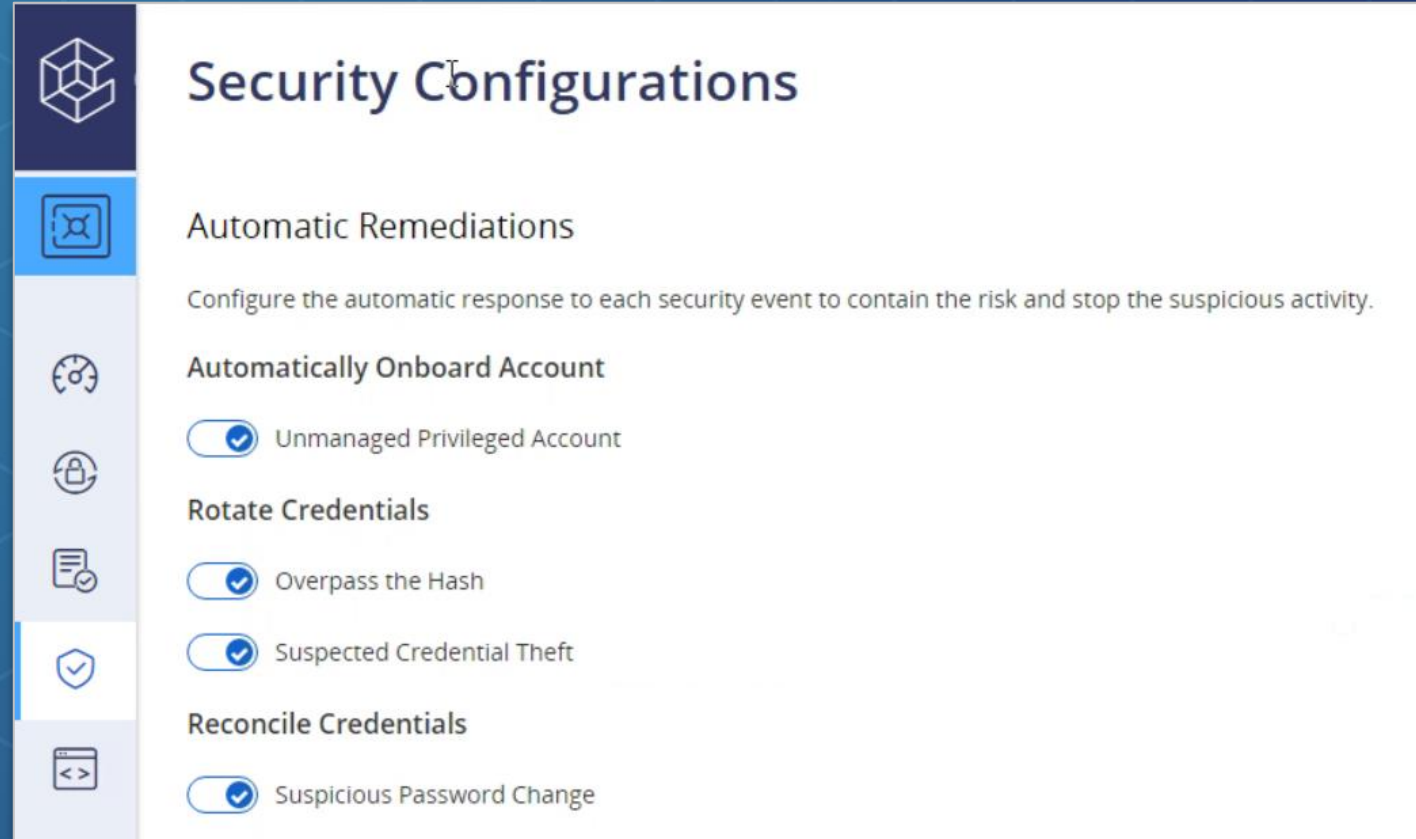 Security Configurations
Automatic Remediations
Configure the automatic response to each security event to contain the risk and stop the suspicious activity.
Automatically Onboard Account
Unmanaged Privileged Account
Rotate Credentials
Overpass the Hash
Suspected Credential Theft
Reconcile Credentials
Suspicious Password Change